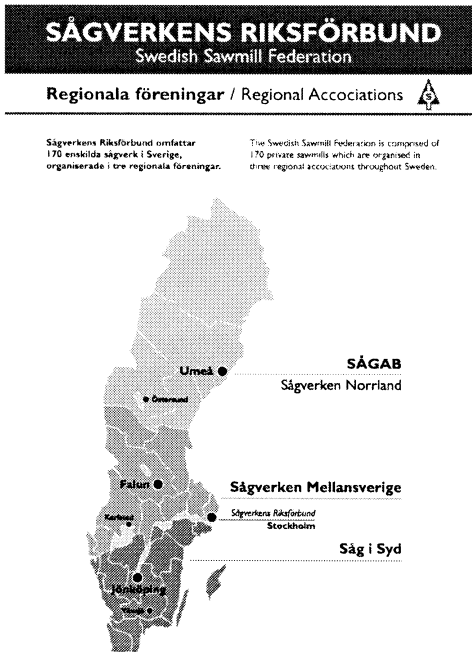 SÅGVERKENS RIKSFÖRBUND
Swedish Sawmill Federation
Regionala föreningar / Regional Accociations
S
Sågverkens Riksförbund omfattar
170 enskilda sågverk i Sverige,
organiserade i tre regionala föreningar.
The Swedish Sawmill Federation is comprised of
170 private sawmills which are organised in
three regional accociations throughout Sweden.
Umeå
SÅGAB
Sågverken Norrland
Östersund
Falun
Sågverken Mellansverige
Karlstad
Sågverkens Riksförbund
Stockholm
Såg i Syd
Jönköping
Växjö